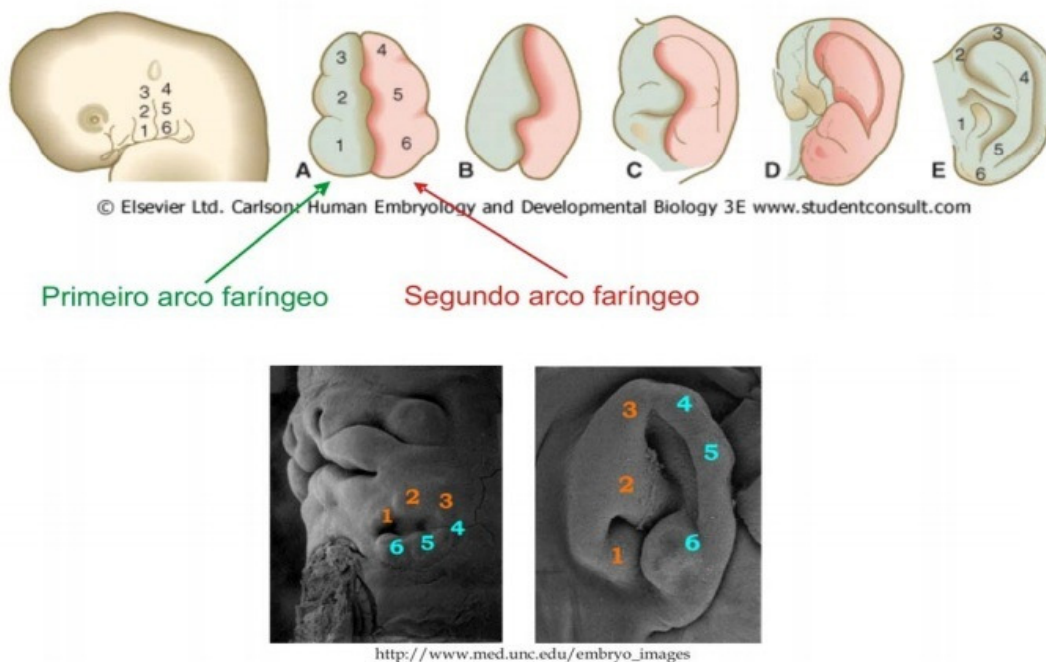 3 4
2 5
1 6
3 4
2 5
1 6
2 3 4
1 5
6
A B C D E
© Elsevier Ltd. Carlson: Human Embryology and Developmental Biology 3E www.studentconsult.com
Primeiro arco faríngeo Segundo arco faríngeo
1 2 3
6 5 4
3 4
2 5
1 6
http://www.med.unc.edu/embryo_images